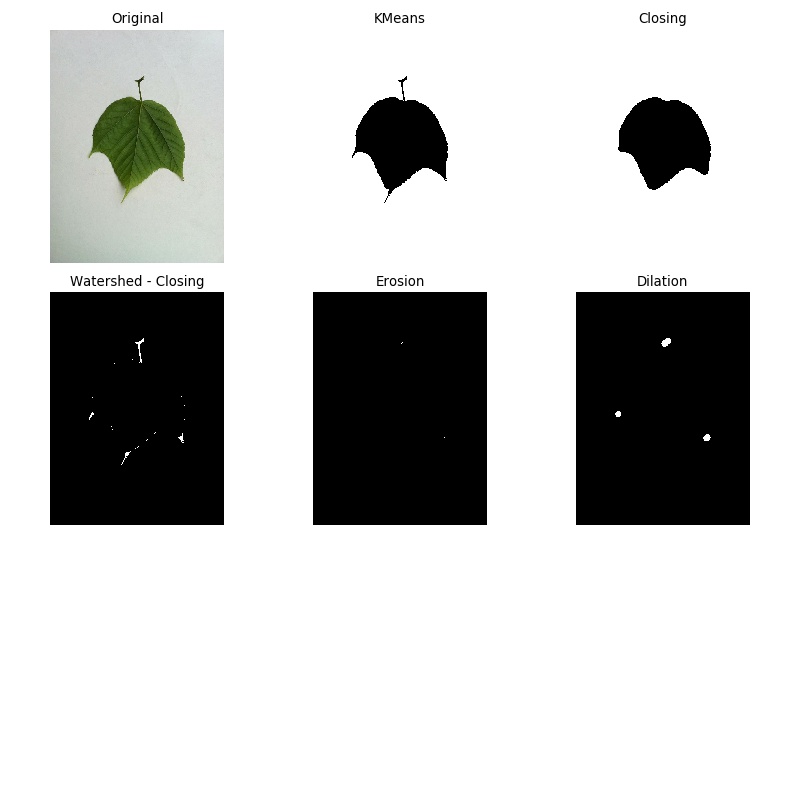 Original
KMeans
Closing
Watershed - Closing
Erosion
Dilation